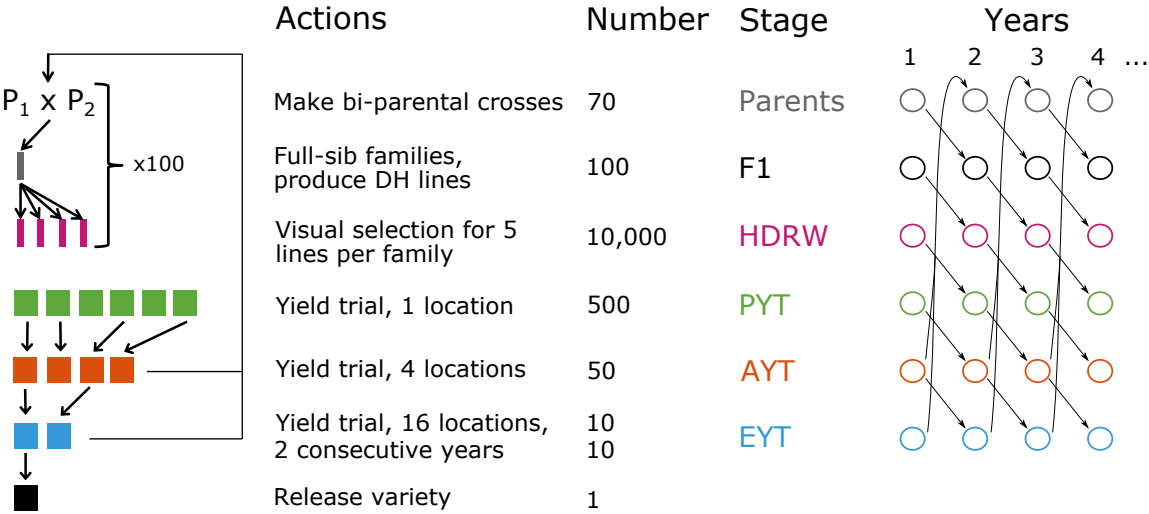 Actions Number Stage Years
1 2 3 4 ...
P1 x P2 Make bi-parental crosses 70 Parents
x100
Full-sib families,
produce DH lines 100 F1
Visual selection for 5
lines per family 10,000 HDRW
Yield trial, 1 location 500 PYT
Yield trial, 4 locations 50 AYT
Yield trial, 16 locations, 10
2 consecutive years 10 EYT
Release variety 1